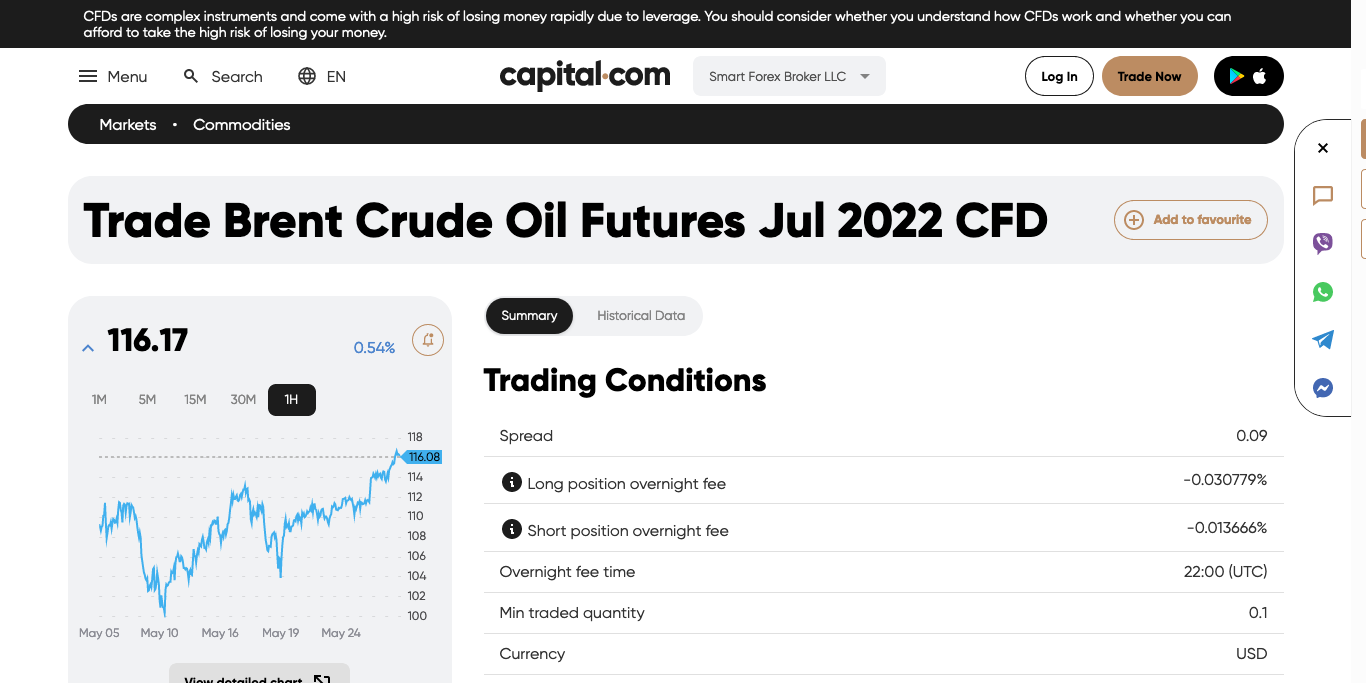 CFDs are complex instruments and come with a high risk of losing money rapidly due to leverage. You should consider whether you understand how CFDs work and whether you can
afford to take the high risk of losing your money.
Menu
Search
EN
capital.com
Smart Forex Broker LLC
Log In
Trade Now
Markets • Commodities
Trade Brent Crude Oil Futures Jul 2022 CFD
Add to favourite
116.17
0.54%
1M 5M 15M 30M 1H
118
116.08
114
112
110
108
106
104
102
100
May 05 May 10 May 16 May 19 May 24
View detailed chart
Summary
Historical Data
Trading Conditions
Spread 0.09
Long position overnight fee -0.030779%
Short position overnight fee -0.013666%
Overnight fee time 22:00 (UTC)
Min traded quantity 0.1
Currency USD